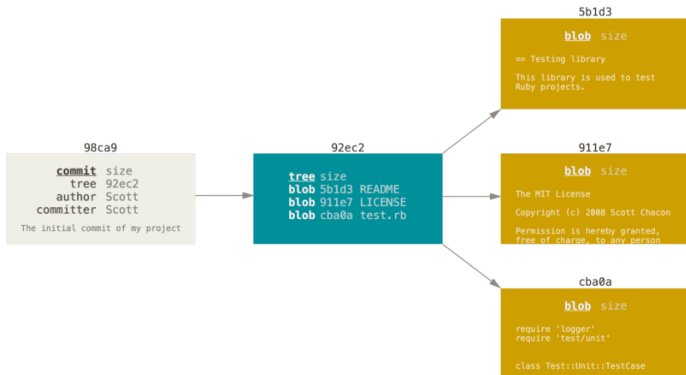 98ca9
commit size
tree 92ec2
author Scott
committer Scott
The initial commit of my project
92ec2
tree size
blob 5b1d3 README
blob 911e7 LICENSE
blob cba0a test.rb
5b1d3
blob size
== Testing library
This library is used to test
Ruby projects.
911e7
blob size
The MIT License
Copyright (c) 2008 Scott Chacon
Permission is hereby granted,
free of charge, to any person
cba0a
blob size
require 'logger'
require 'test/unit'
class Test::Unit::TestCase